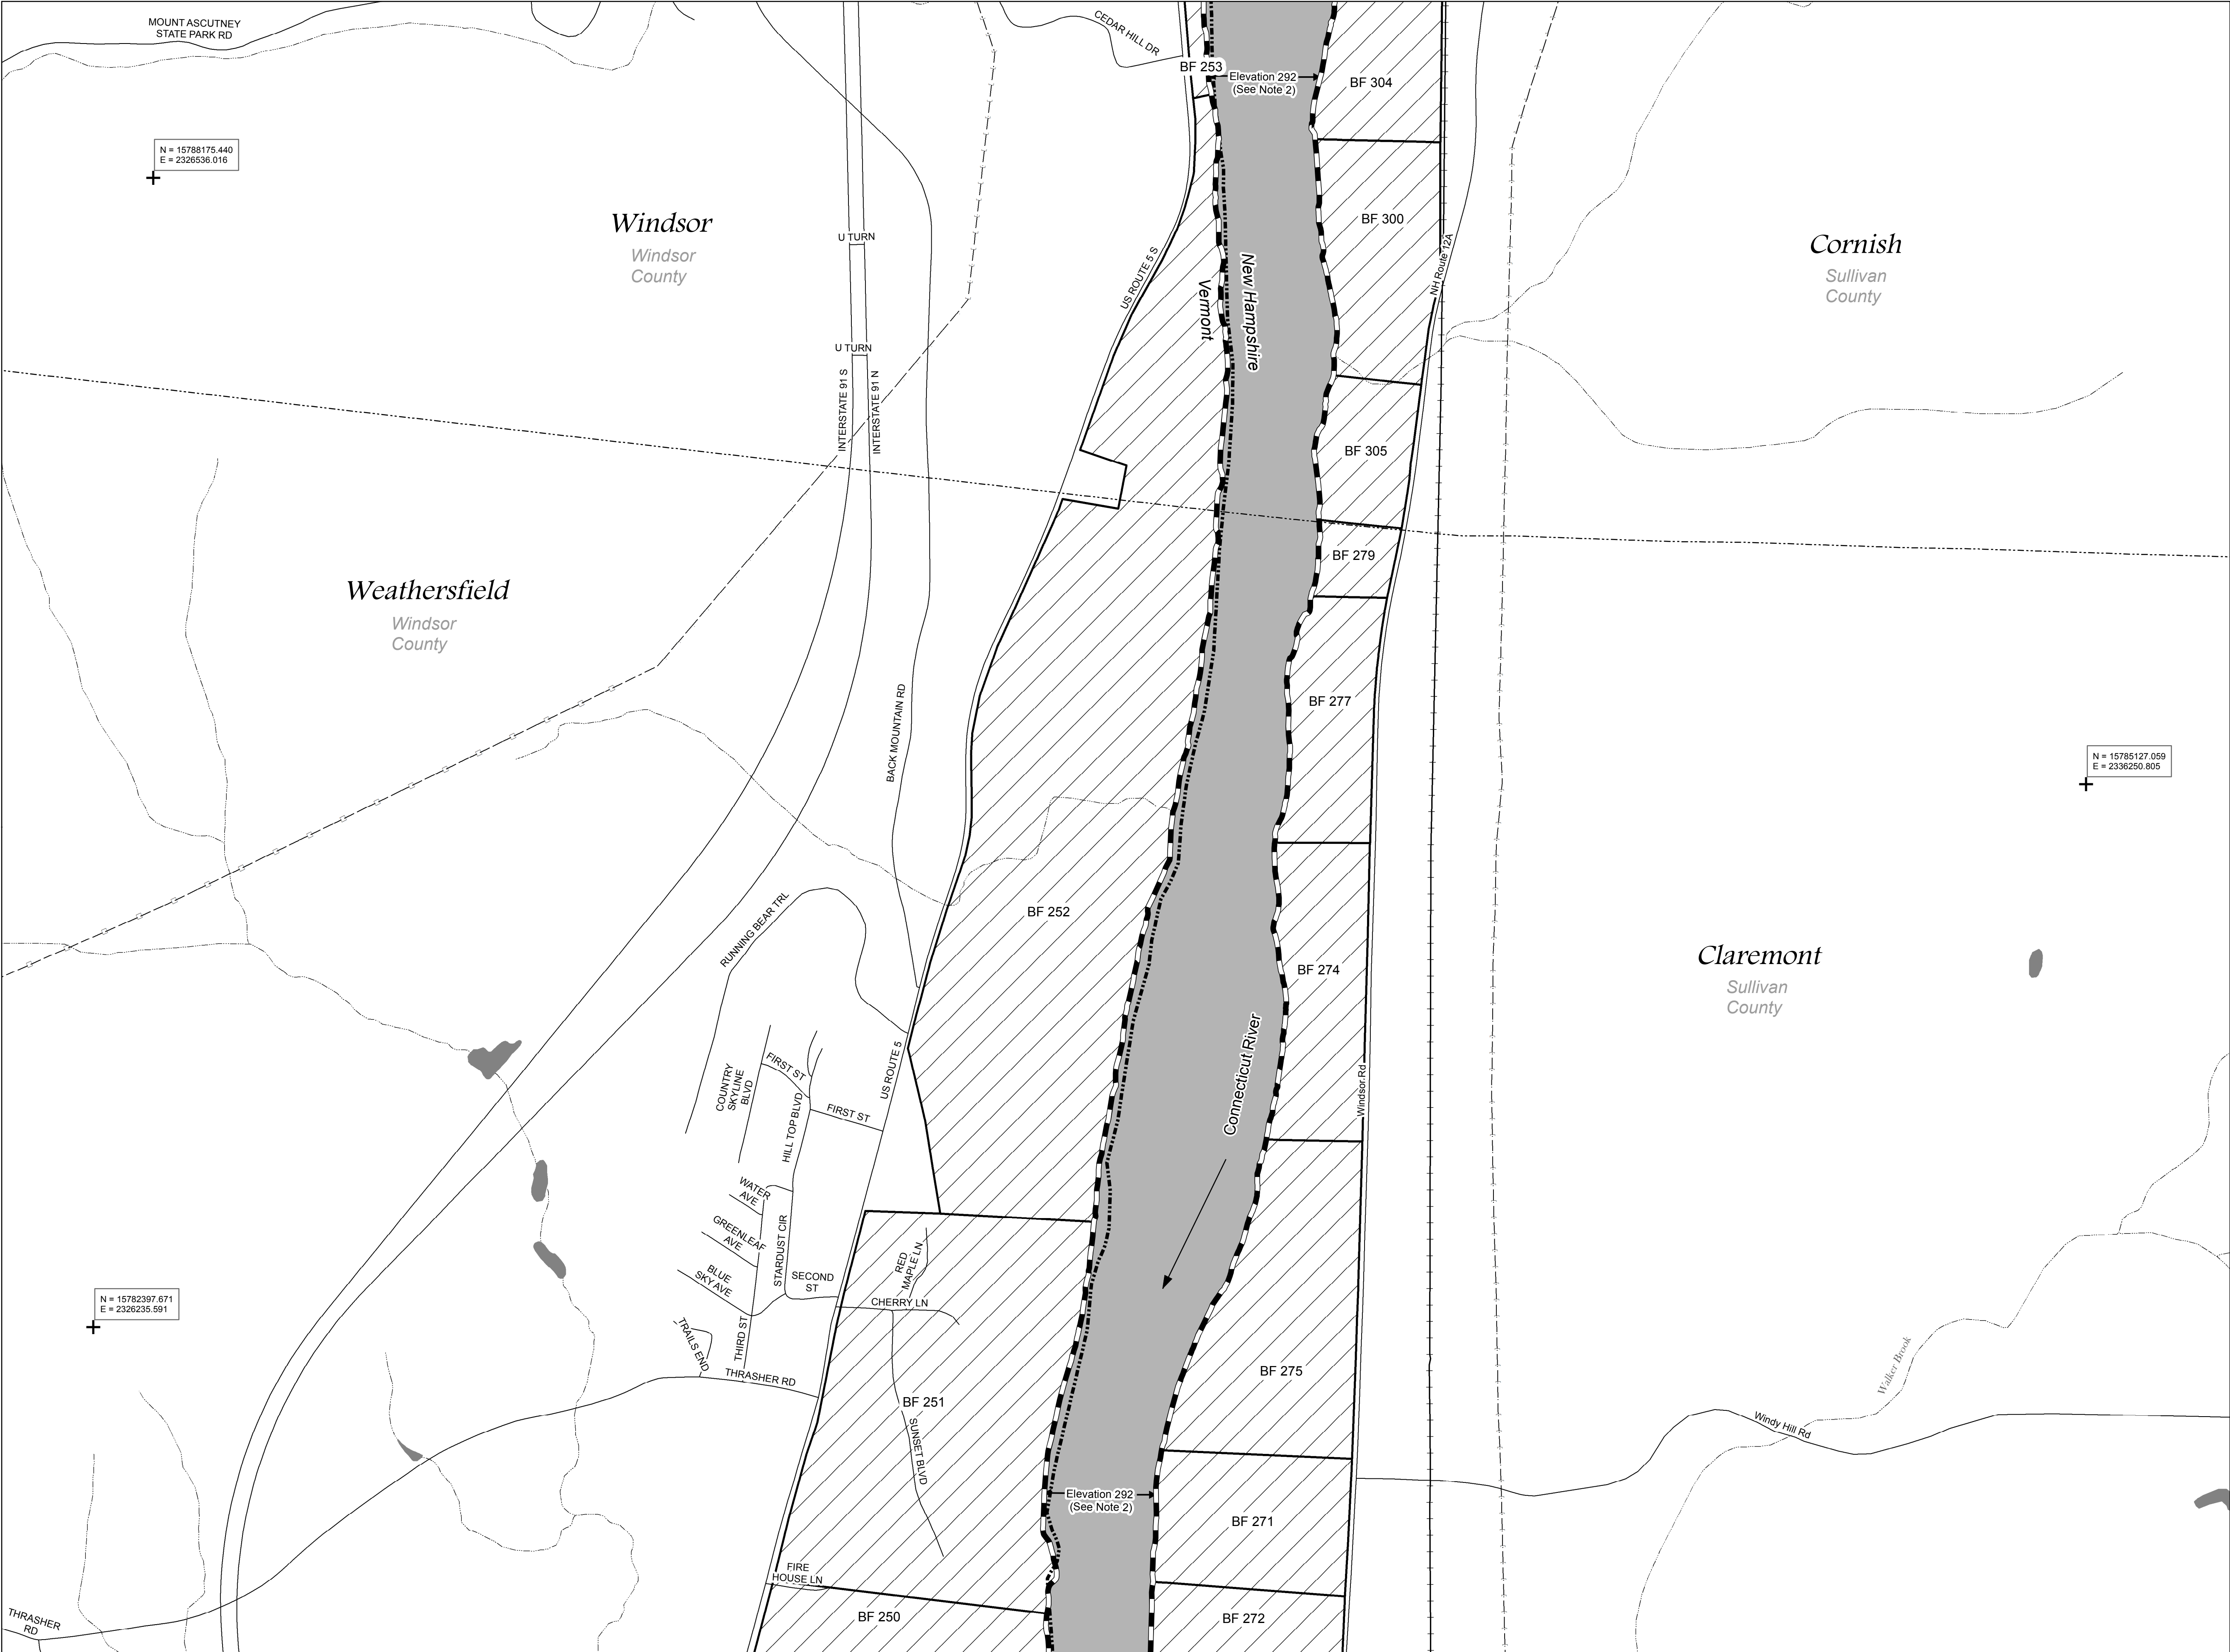 MOUNT ASCUTNEY
STATE PARK RD
CEDAR HILL DR
BF 253
Elevation 292
(See Note 2)
BF 304
N = 15788175.440
E = 2326536.016
Windsor
Windsor
County
U TURN
U TURN
INTERSTATE 91 S
INTERSTATE 91 N
US ROUTE 5 S
Vermont
New Hampshire
BF 300
NH Route 12A
Cornish
Sullivan
County
BF 305
BF 279
Weathersfield
Windsor
County
BACK MOUNTAIN RD
BF 277
N = 15785127.059
E = 2336250.805
RUNNING BEAR TRL
BF 252
BF 274
Claremont
Sullivan
County
Connecticut River
Windsor Rd
US ROUTE 5
COUNTRY
SKYLINE
BLVD
FIRST ST
FIRST ST
HILL TOP BLVD
WATER
AVE
GREENLEAF
AVE
BLUE
SKY AVE
STARDUST CIR
SECOND
ST
RED
MAPLE LN
CHERRY LN
N = 15782397.671
E = 2326235.591
TRAILS END
THIRD ST
THRASHER RD
BF 251
SUNSET BLVD
BF 275
Walker Brook
Windy Hill Rd
Elevation 292
(See Note 2)
BF 271
FIRE
HOUSE LN
BF 250
BF 272
THRASHER
RD